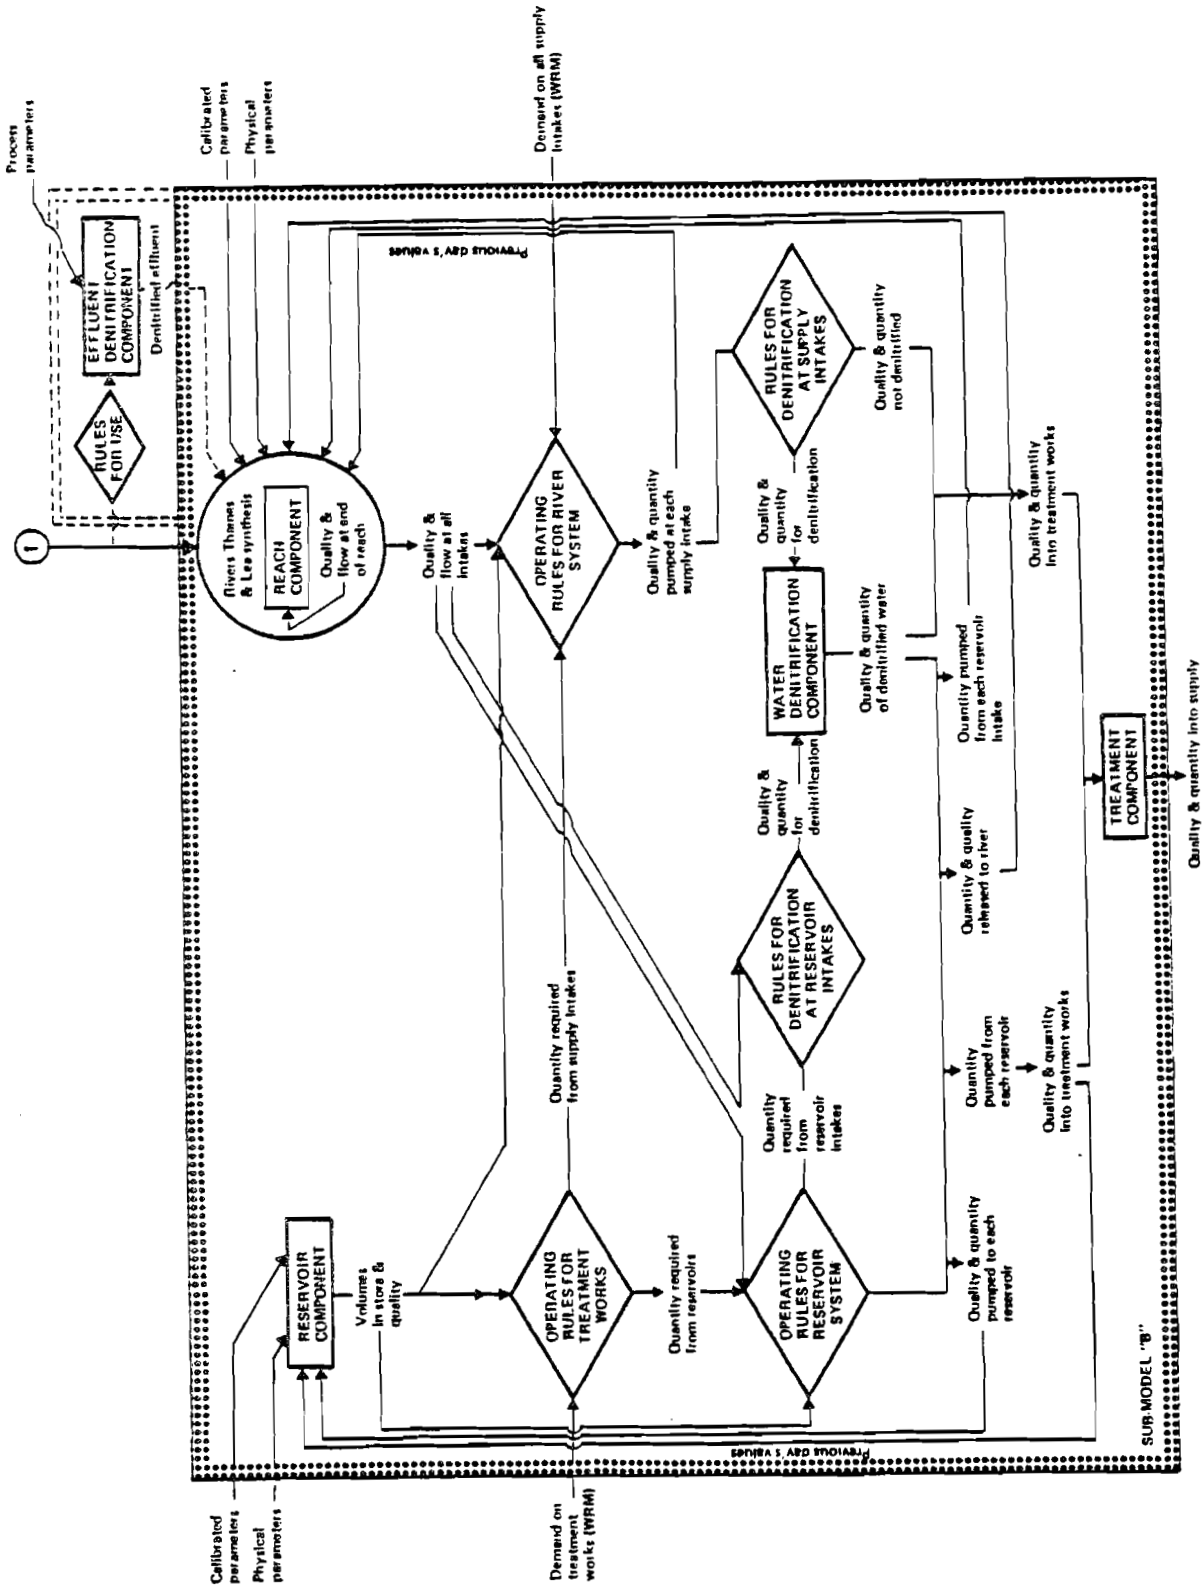 Process
parameters
EFFLUENT
DENITRIFICATION
COMPONENT
Denitrified effluent
RULES
FOR USE
1
Calibrated
parameters
Physical
parameters
Demand on all supply
Intakes (WRM)
Rivers Thames
& Lea synthesis
REACH
COMPONENT
Quality &
flow at end
of reach
Previous day's values
Quality &
flow at all
intakes
OPERATING
RULES FOR RIVER
SYSTEM
Quality & quantity
pumped at each
supply intake
RULES FOR
DENITRIFICATION
AT SUPPLY
INTAKES
Quality & quantity
not denitrified
Quality &
quantity
for
denitrification
WATER
DENITRIFICATION
COMPONENT
Quality & quantity
of denitrified water
Quality &
quantity
for
denitrification
RULES FOR
DENITRIFICATION
AT RESERVOIR
INTAKES
Quantity required
from supply intakes
Quantity
required
from
reservoir
intakes
Calibrated
parameters
Physical
parameters
RESERVOIR
COMPONENT
Volumes
in store &
quality
Demand on
treatment
works (WRM)
OPERATING
RULES FOR
TREATMENT
WORKS
Quantity required
from reservoirs
OPERATING
RULES FOR
RESERVOIR
SYSTEM
Previous day's values
Quality & quantity
pumped to each
reservoir
Quantity
pumped from
each reservoir
Quality & quantity
Into treatment works
Quantity & quality
released to river
Quantity pumped
from each reservoir
Intake
Quality & quantity
Into treatment works
TREATMENT
COMPONENT
SUB-MODEL "B"
Quality & quantity into supply